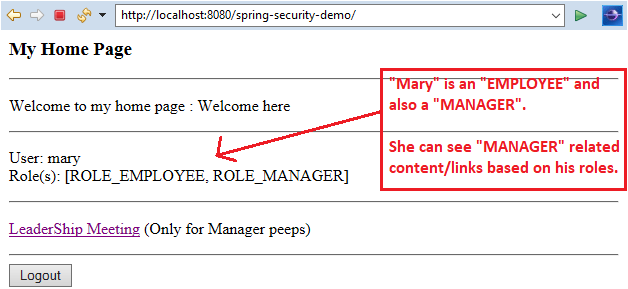 http://localhost:8080/spring-security-demo/
My Home Page
Welcome to my home page : Welcome here
"Mary" is an "EMPLOYEE" and
also a "MANAGER".
She can see "MANAGER" related
content/links based on his roles.
User: mary
Role(s): [ROLE_EMPLOYEE, ROLE_MANAGER]
LeaderShip Meeting (Only for Manager peeps)
Logout